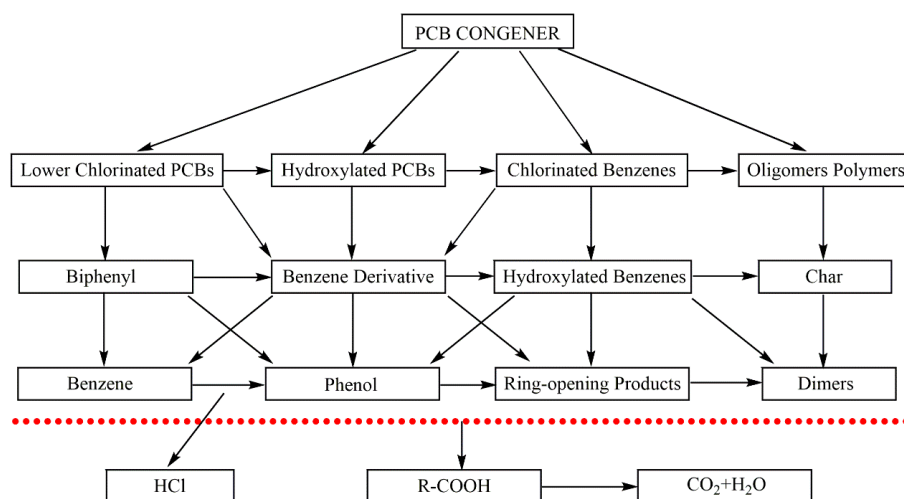 PCB CONGENER
Lower Chlorinated PCBs
Hydroxylated PCBs
Chlorinated Benzenes
Oligomers Polymers
Biphenyl
Benzene Derivative
Hydroxylated Benzenes
Char
Benzene
Phenol
Ring-opening Products
Dimers
HCl
R-COOH
CO₂+H₂O